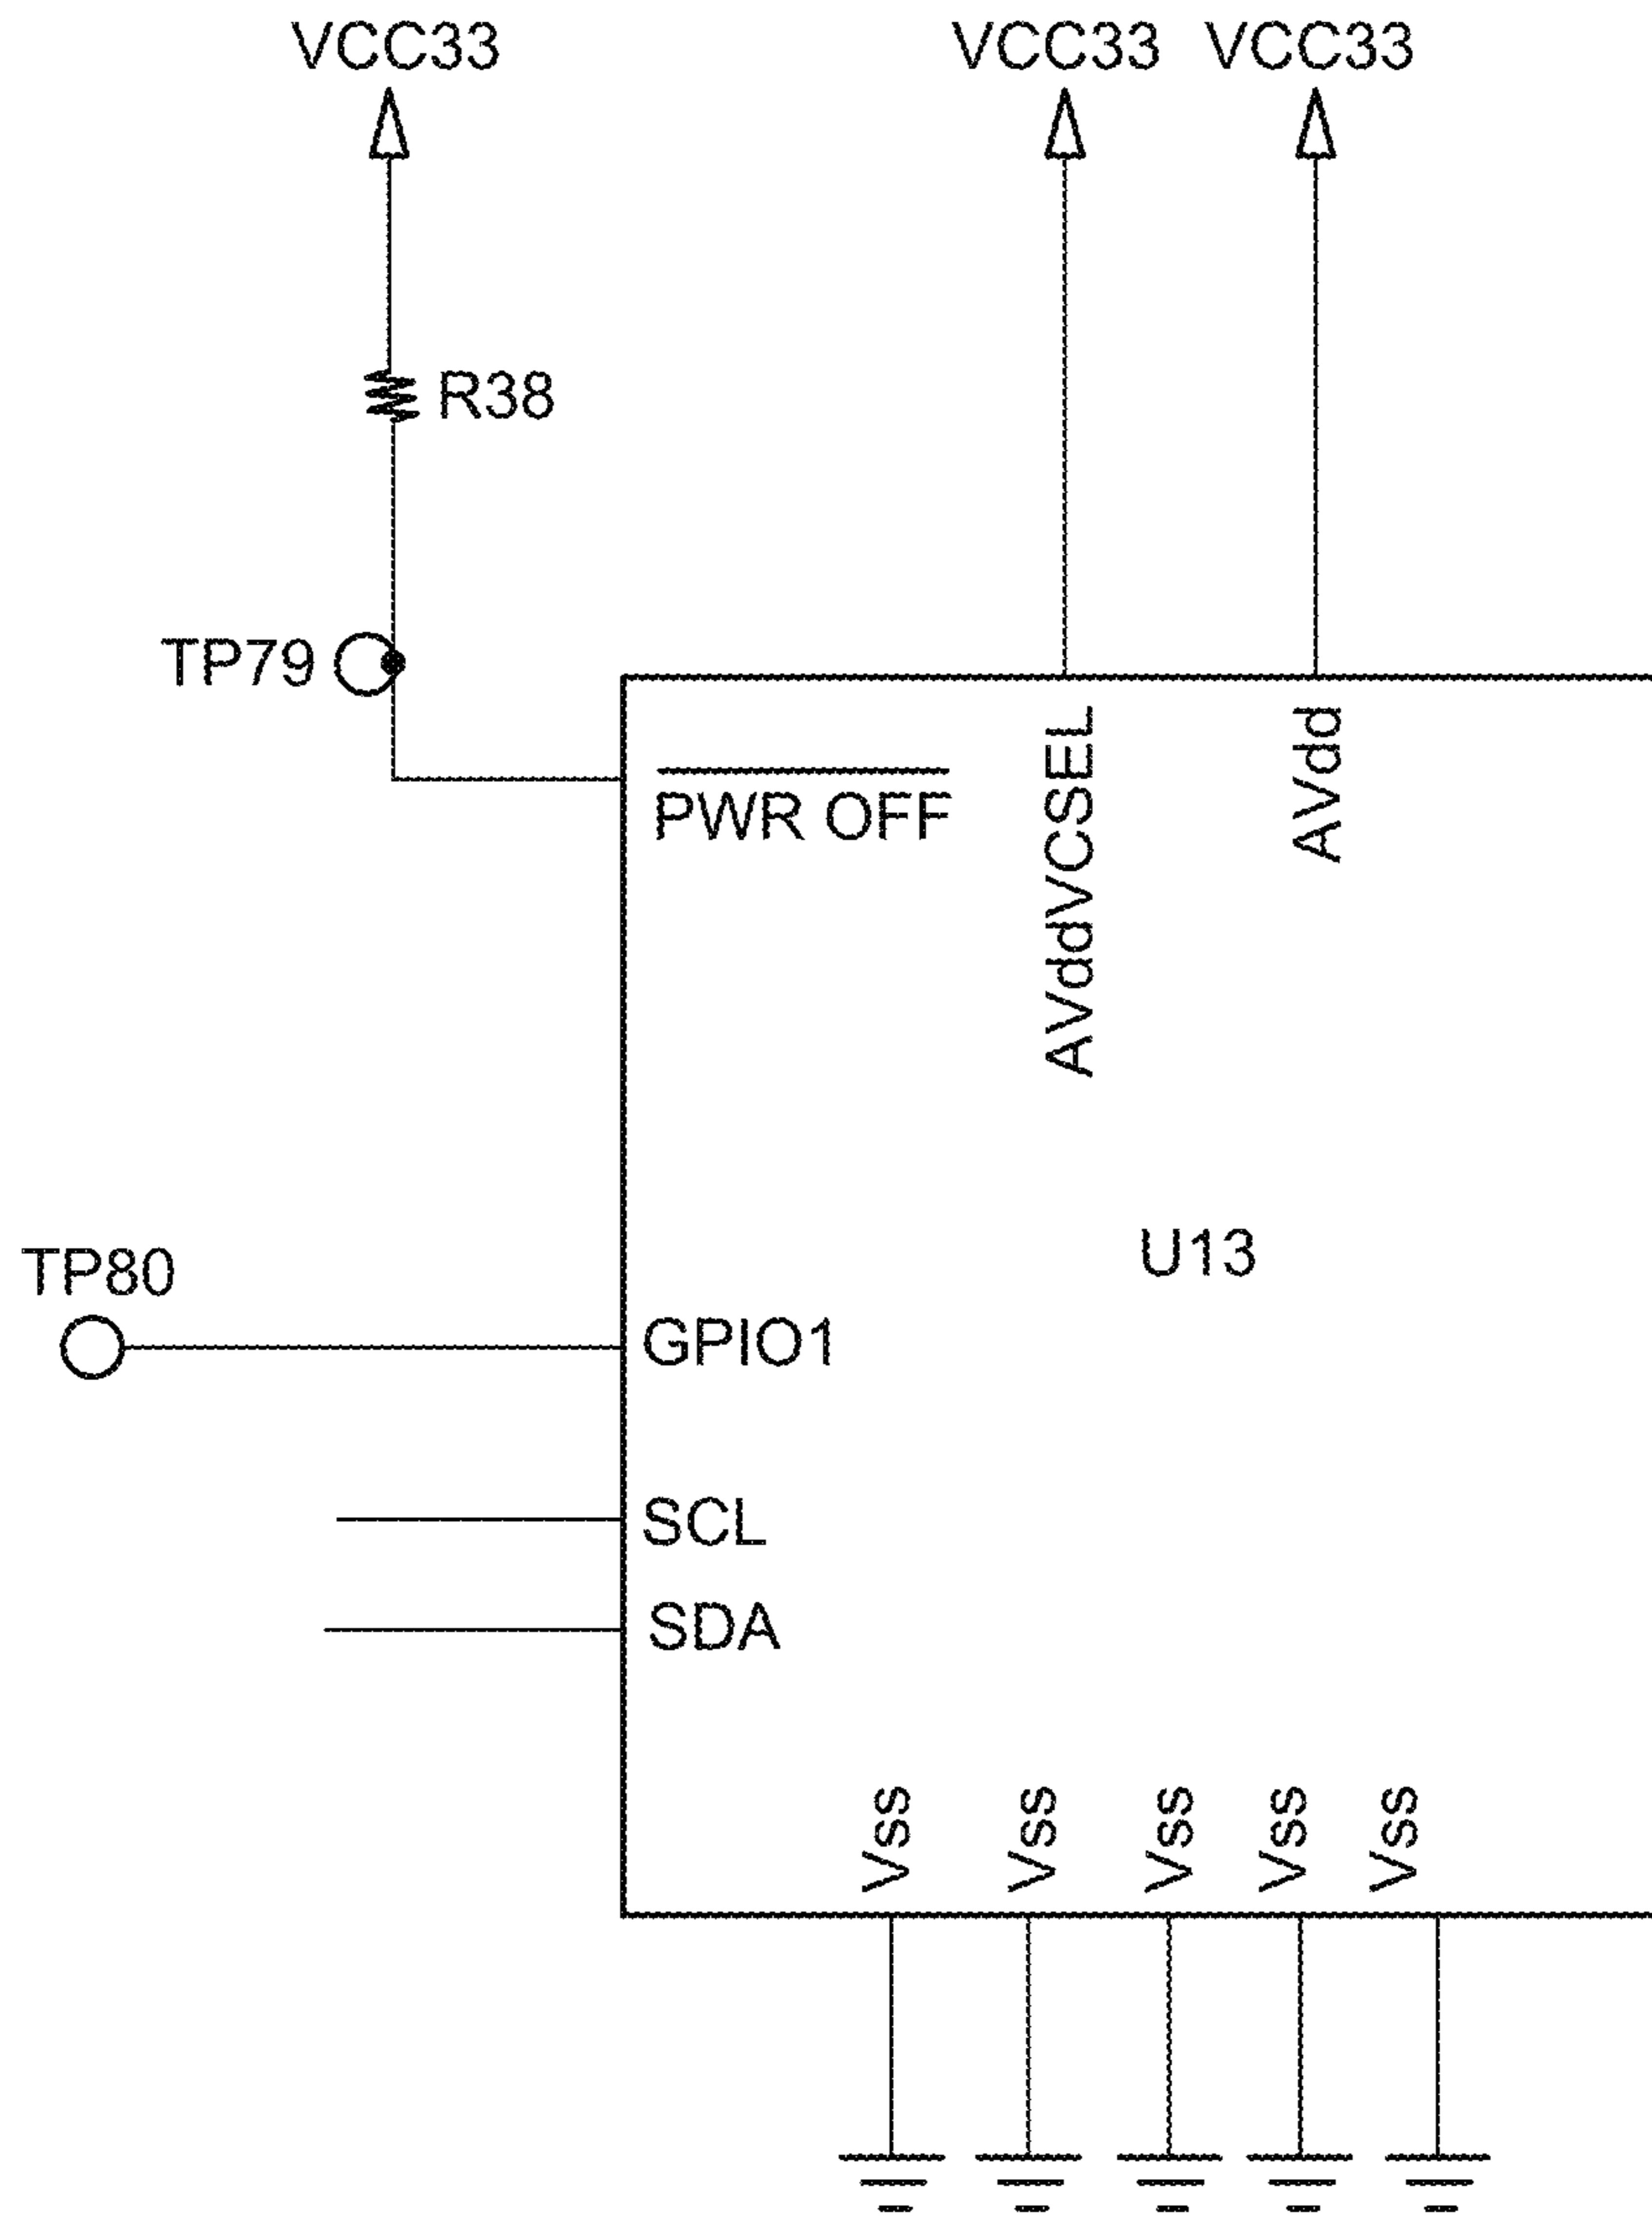 VCC33 VCC33 VCC33
R38
TP79
PWR OFF
AVddVCSEL
AVdd
U13
TP80
GPIO1
SCL
SDA
Vss Vss Vss Vss Vss